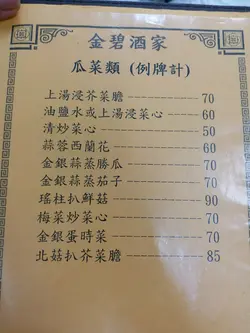 金碧酒家
瓜菜類 (例牌計)
上湯浸芥菜膽 70
油鹽水或上湯浸菜心 60
清炒菜心 50
蒜蓉西蘭花 60
金銀蒜蒸勝瓜 70
金銀蒜蒸茄子 70
瑤柱扒鮮菇 90
梅菜炒菜心 70
金銀蛋時菜 70
北菇扒芥菜膽 85